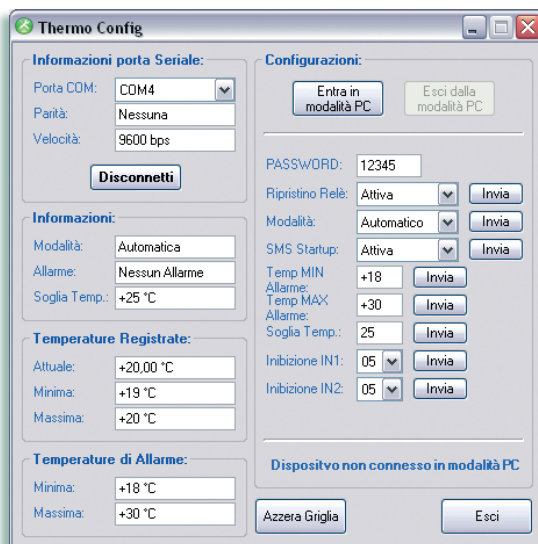 Thermo Config
Informazioni porta Seriale:
Porta COM: COM4
Parità: Nessuna
Velocità: 9600 bps
Disconnetti
Informazioni:
Modalità: Automatica
Allarme: Nessun Allarme
Soglia Temp.: +25 °C
Temperature Registrate:
Attuale: +20,00 °C
Minima: +19 °C
Massima: +20 °C
Temperature di Allarme:
Minima: +18 °C
Massima: +30 °C
Configurazioni:
Entra in
modalità PC
Esci dalla
modalità PC
PASSWORD: 12345
Ripristino Relè: Attiva Invia
Modalità: Automatico Invia
SMS Startup: Attiva Invia
Temp MIN
Allarme: +18 Invia
Temp MAX
Allarme: +30 Invia
Soglia Temp.: 25 Invia
Inibizione IN1: 05 Invia
Inibizione IN2: 05 Invia
Dispositvo non connesso in modalità PC
Azzera Griglia
Esci